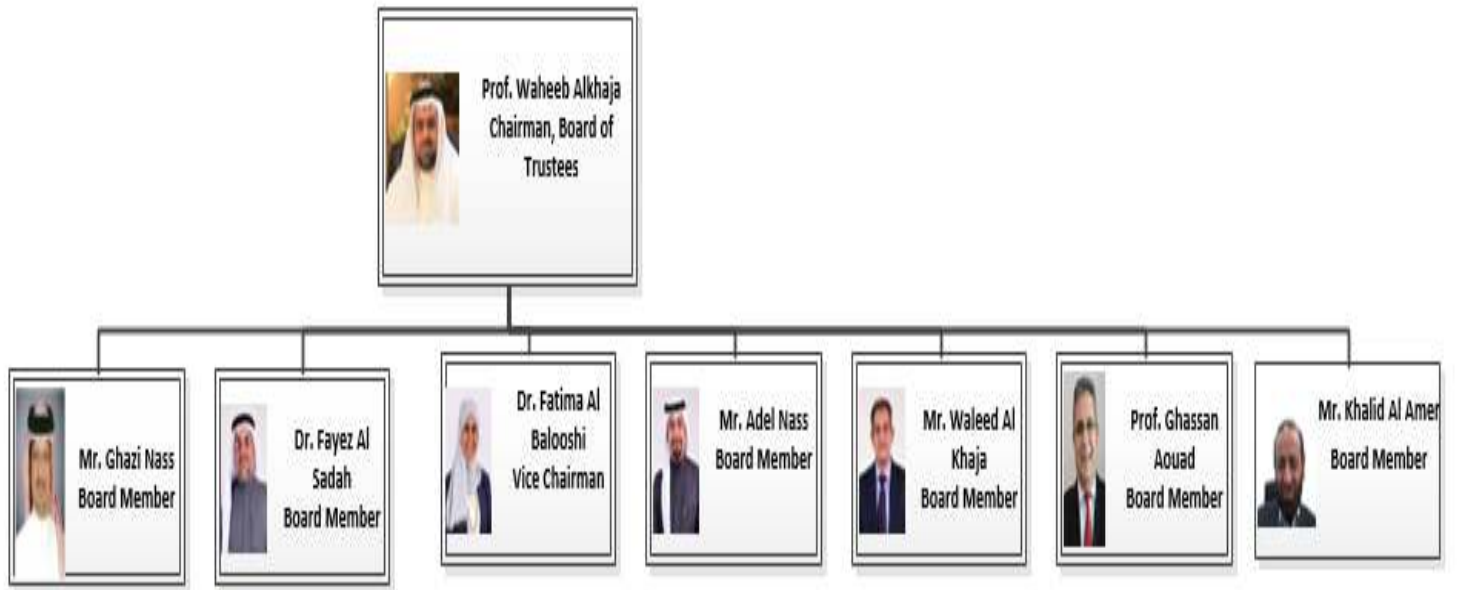 Prof. Waheeb Alkhaja
Chairman, Board of
Trustees
Mr. Ghazi Nass
Board Member
Dr. Fayez Al
Sadah
Board Member
Dr. Fatima Al
Balooshi
Vice Chairman
Mr. Adel Nass
Board Member
Mr. Waleed Al
Khaja
Board Member
Prof. Ghassan
Aouad
Board Member
Mr. Khalid Al Amer
Board Member